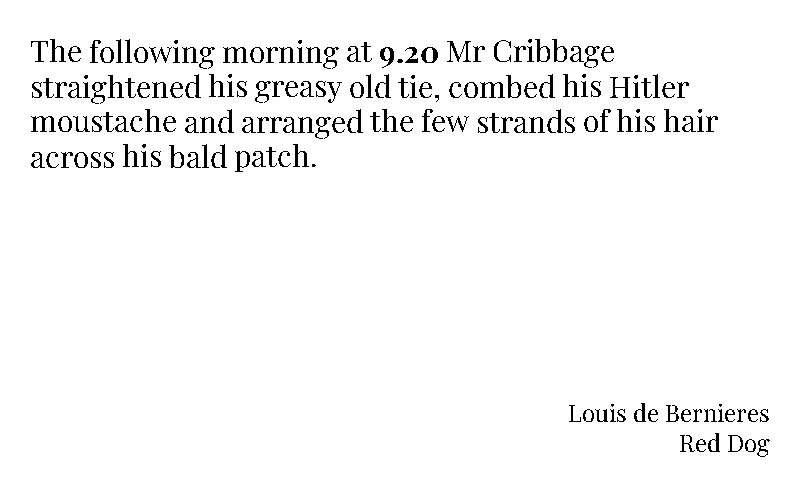 The following morning at 9.20 Mr Cribbage
straightened his greasy old tie, combed his Hitler
moustache and arranged the few strands of his hair
across his bald patch.
Louis de Bernieres
Red Dog